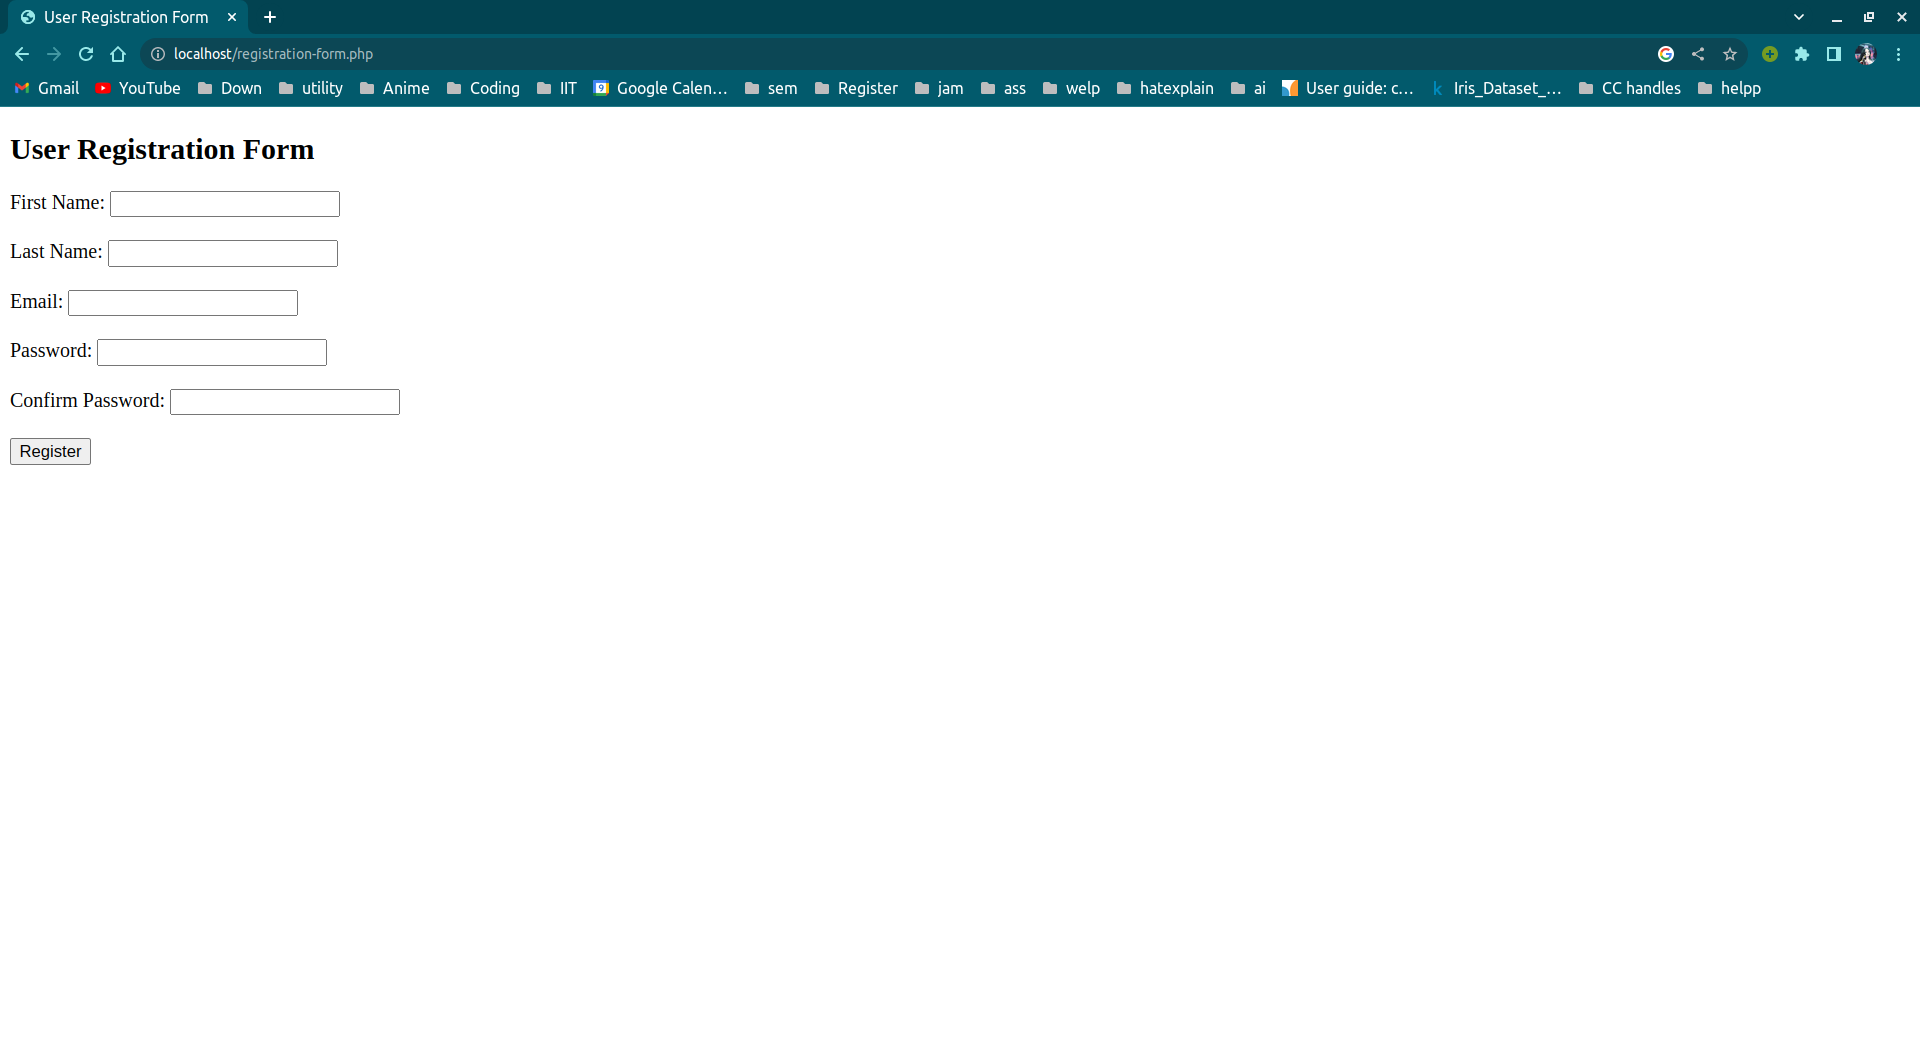 User Registration Form
localhost/registration-form.php
Gmail YouTube Down utility Anime Coding IIT 9 Google Calen... sem Register jam ass welp hatexplain ai User guide: c... k Iris_Dataset_... CC handles helpp
User Registration Form
First Name:
Last Name:
Email:
Password:
Confirm Password:
Register